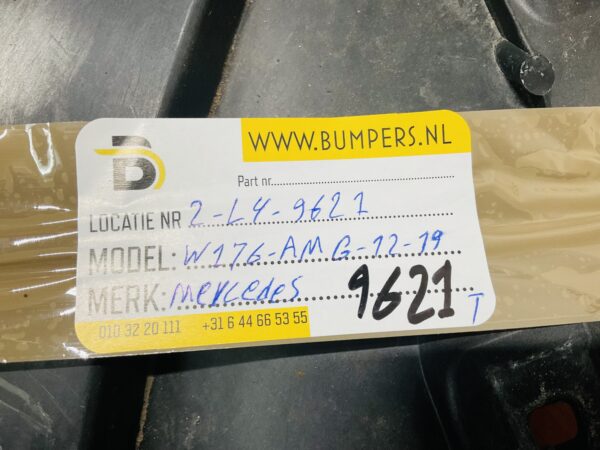 B
WWW.BUMPERS.NL
Part nr.
LOCATIE NR 2-L4-9621
MODEL: W176-AMG-12-19
MERK: Mercedes
9621 T
010 32 20 111 +31 6 44 66 53 55